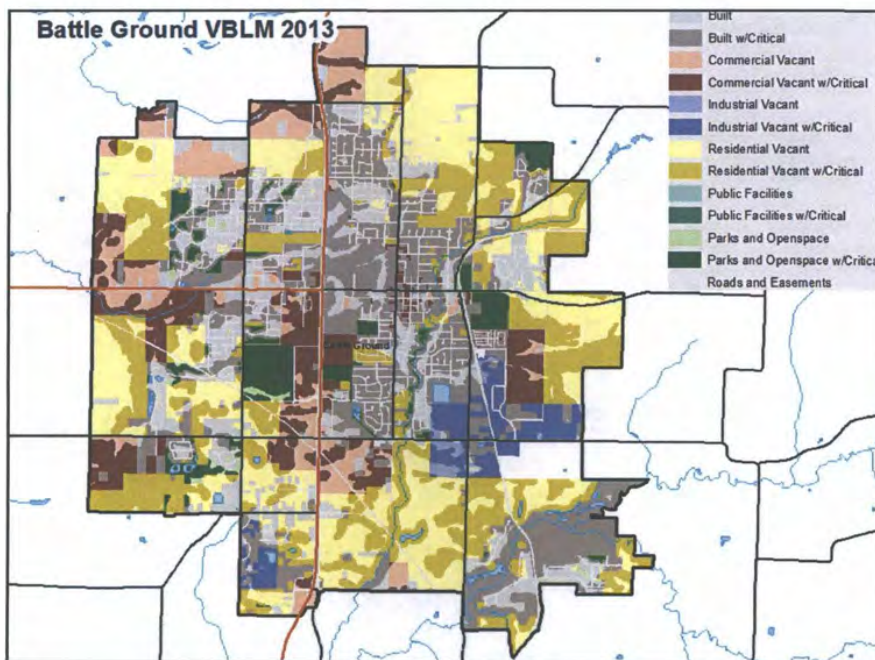 Battle Ground VBLM 2013
Built
Built w/Critical
Commercial Vacant
Commercial Vacant w/Critical
Industrial Vacant
Industrial Vacant w/Critical
Residential Vacant
Residential Vacant w/Critical
Public Facilities
Public Facilities w/Critical
Parks and Openspace
Parks and Openspace w/Critical
Roads and Easements
Ground